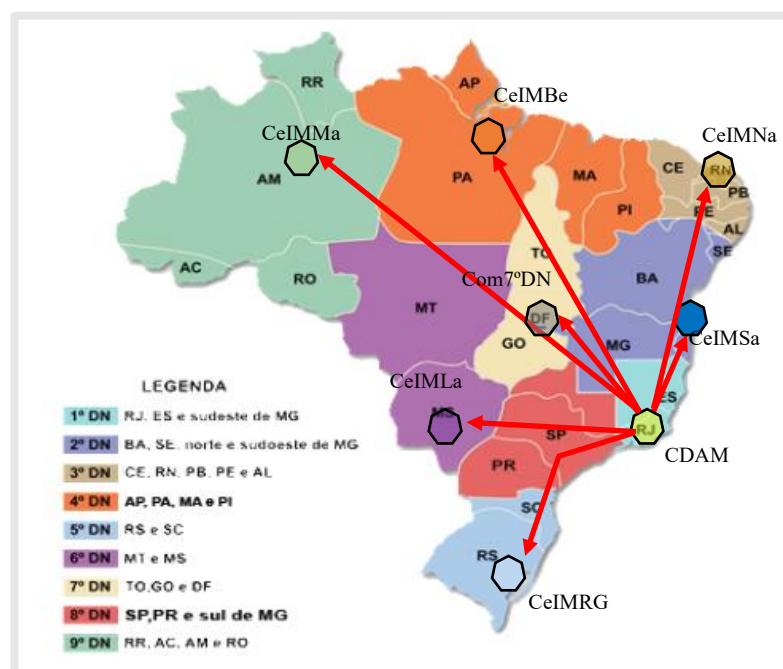 AP
CeIMBe
RR
CeIMMa
CeIMNa
CE
RN
AM
PA
MA
PB
PE
PI
AL
SE
AC
TO
RO
BA
Com7ºDN
MT
DF
CeIMSa
GO
MG
CeIMLa
ES
MS
SP
RJ
CDAM
PR
SC
RS
CeIMRG
LEGENDA
1º DN RJ, ES e sudeste de MG
2º DN BA, SE, norte e sudoeste de MG
3º DN CE, RN, PB, PE e AL
4º DN AP, PA, MA e PI
5º DN RS e SC
6º DN MT e MS
7º DN TO,GO e DF
8º DN SP,PR e sul de MG
9º DN RR, AC, AM e RO